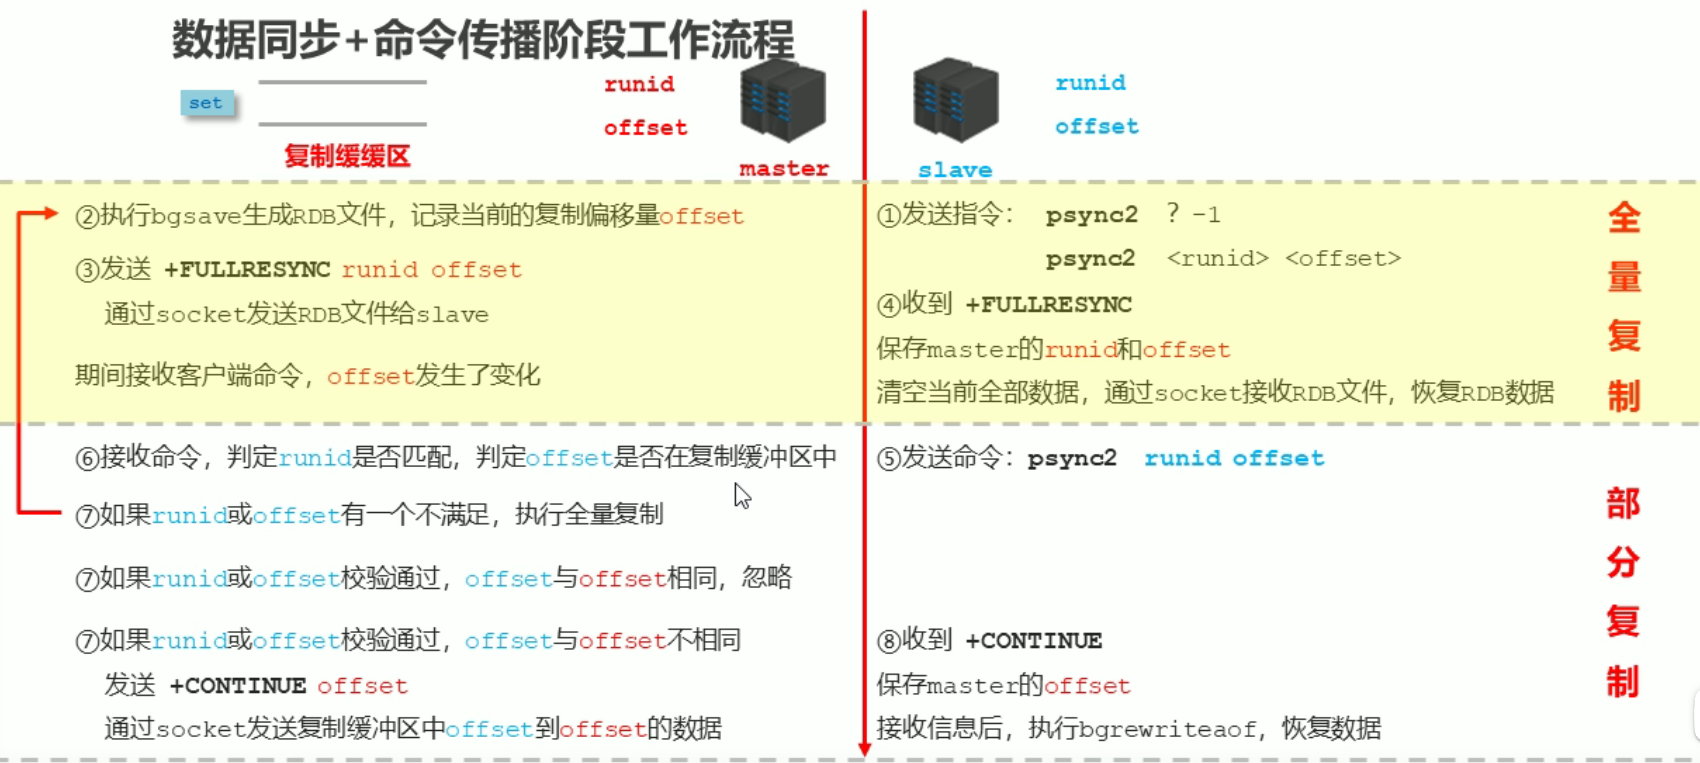 数据同步+命令传播阶段工作流程
set
复制缓缓区
runid
offset
master
slave
runid
offset
②执行bgsave生成RDB文件，记录当前的复制偏移量offset
③发送 +FULLRESYNC runid offset
通过socket发送RDB文件给slave
期间接收客户端命令，offset发生了变化
①发送指令： psync2 ? -1
psync2 <runid> <offset>
④收到 +FULLRESYNC
保存master的runid和offset
清空当前全部数据，通过socket接收RDB文件，恢复RDB数据
全
量
复
制
⑥接收命令，判定runid是否匹配，判定offset是否在复制缓冲区中
⑦如果runid或offset有一个不满足，执行全量复制
⑦如果runid或offset校验通过，offset与offset相同，忽略
⑦如果runid或offset校验通过，offset与offset不相同
发送 +CONTINUE offset
通过socket发送复制缓冲区中offset到offset的数据
⑤发送命令：psync2 runid offset
⑧收到 +CONTINUE
保存master的offset
接收信息后，执行bgrewriteaof，恢复数据
部
分
复
制